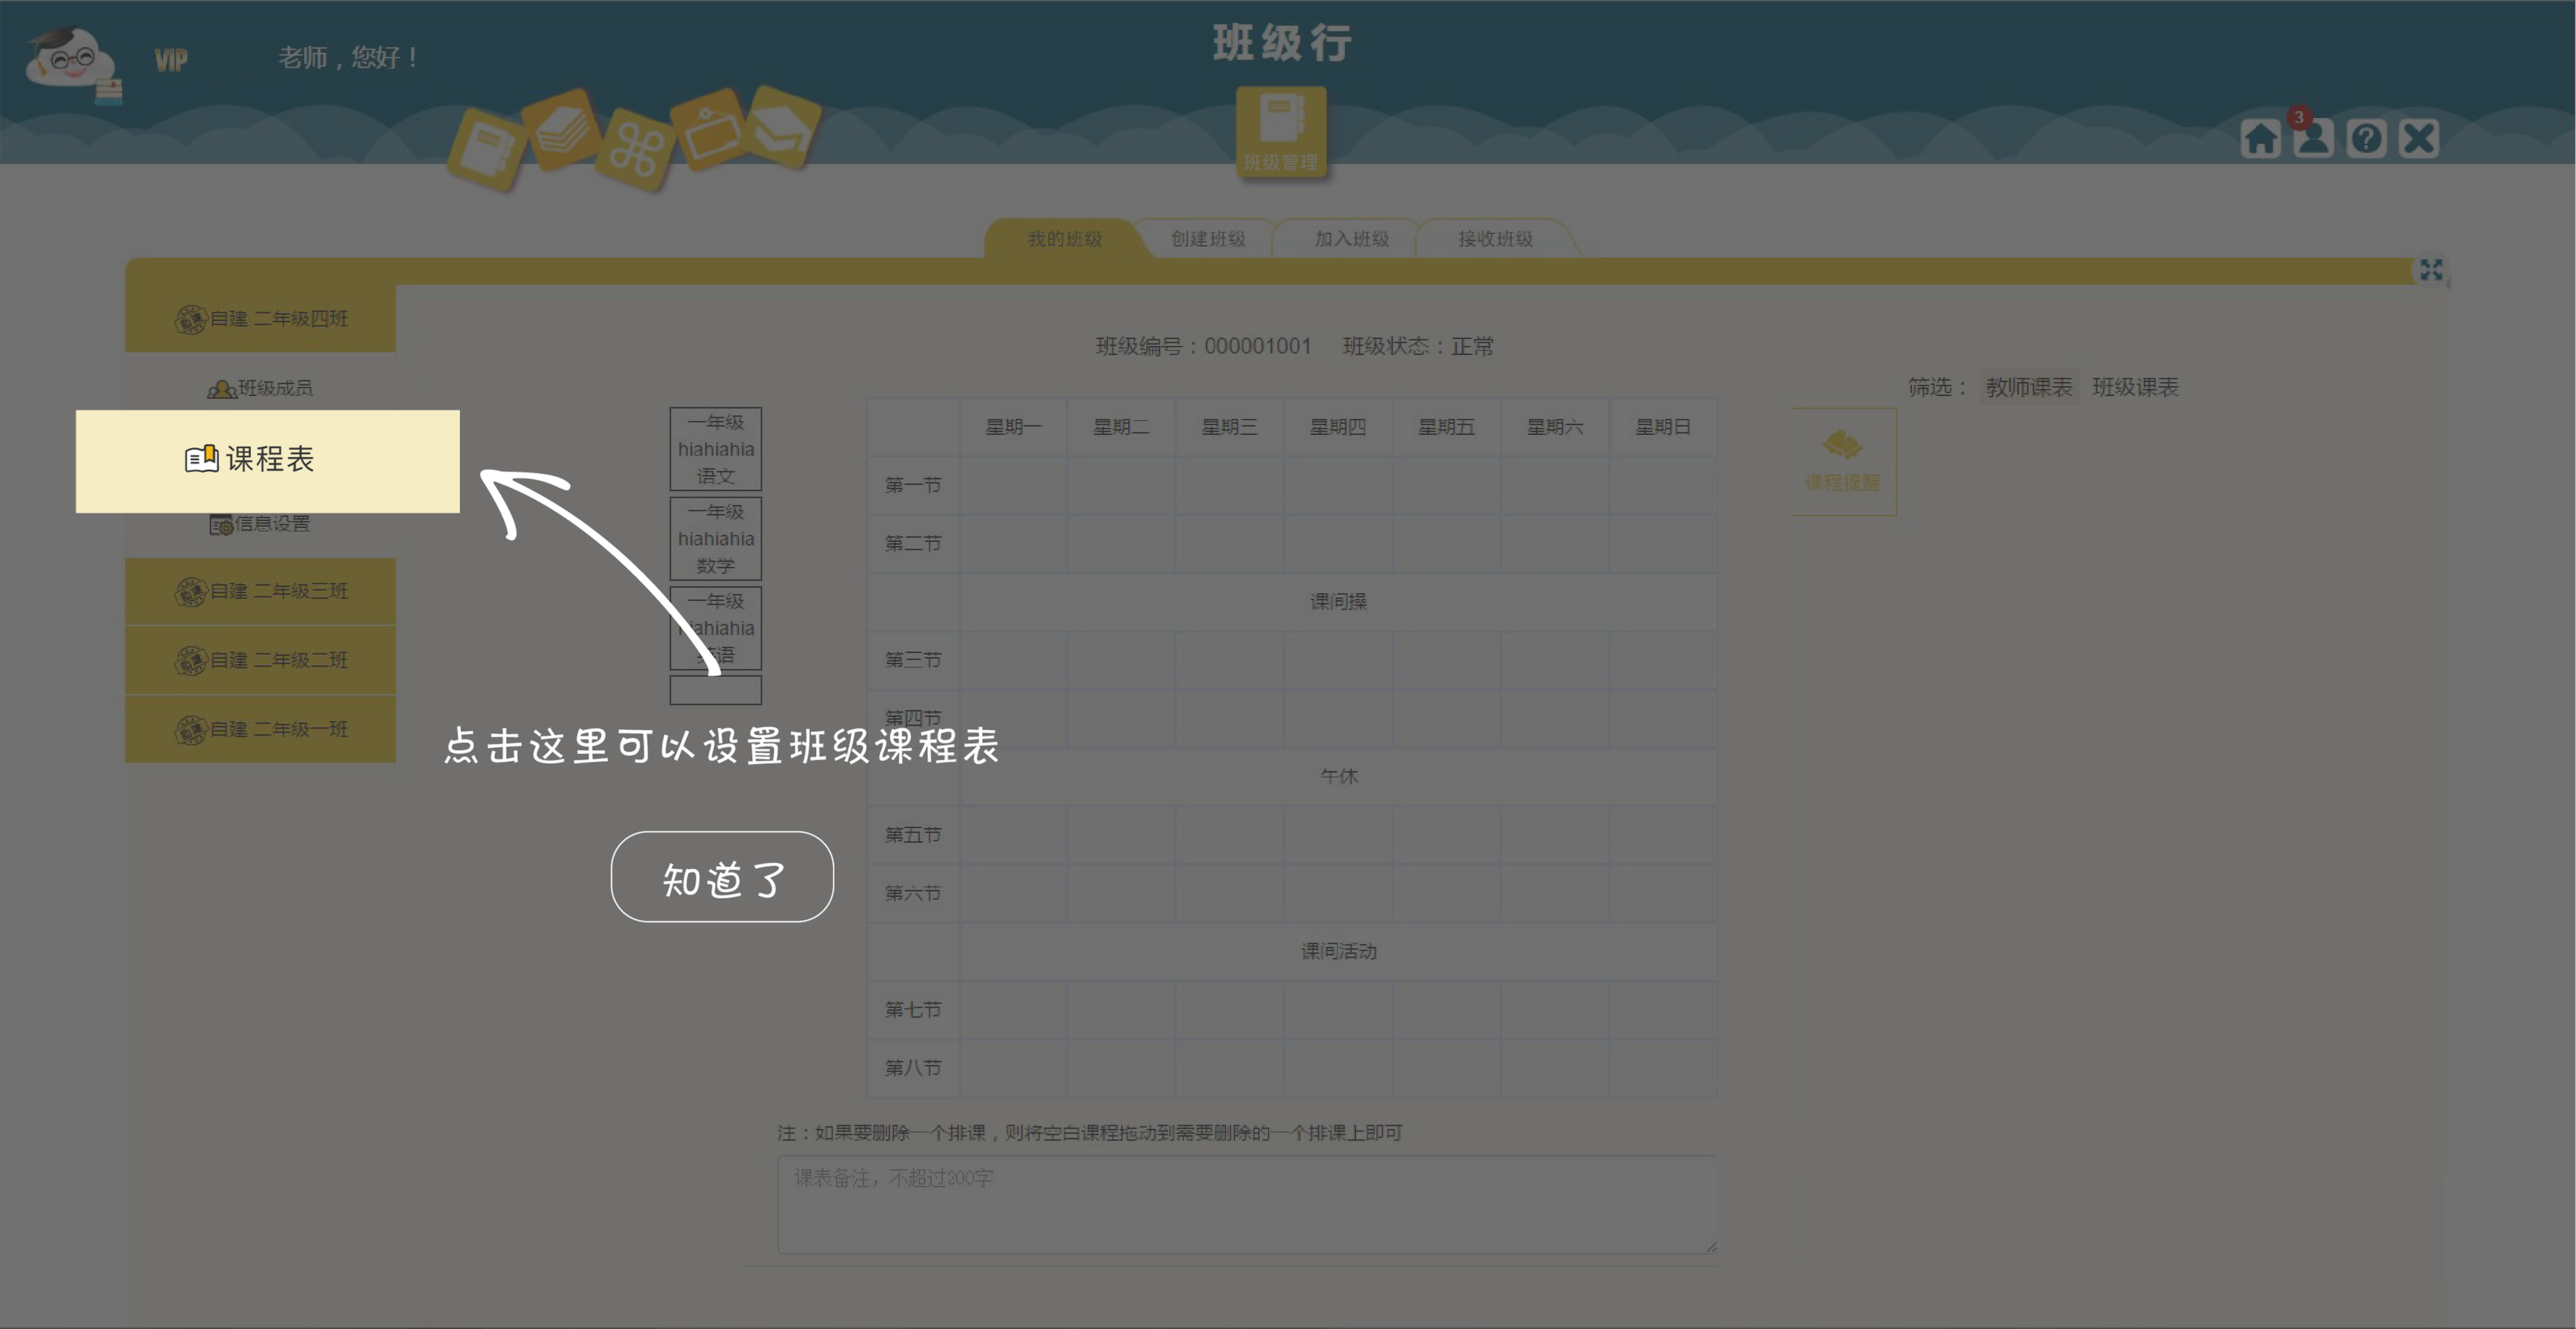 VIP
老师，您好！
班级行
班级管理
3
我的班级
创建班级
加入班级
接收班级
自建 二年级四班
班级成员
课程表
信息设置
自建 二年级三班
自建 二年级二班
自建 二年级一班
班级编号：000001001 班级状态：正常
筛选： 教师课表 班级课表
课程提醒
一年级
hiahiahia
语文
一年级
hiahiahia
数学
一年级
hiahiahia
英语
星期一 星期二 星期三 星期四 星期五 星期六 星期日
第一节
第二节
课间操
第三节
第四节
午休
第五节
第六节
课间活动
第七节
第八节
点击这里可以设置班级课程表
知道了
注：如果要删除一个排课，则将空白课程拖动到需要删除的一个排课上即可
课表备注，不超过200字